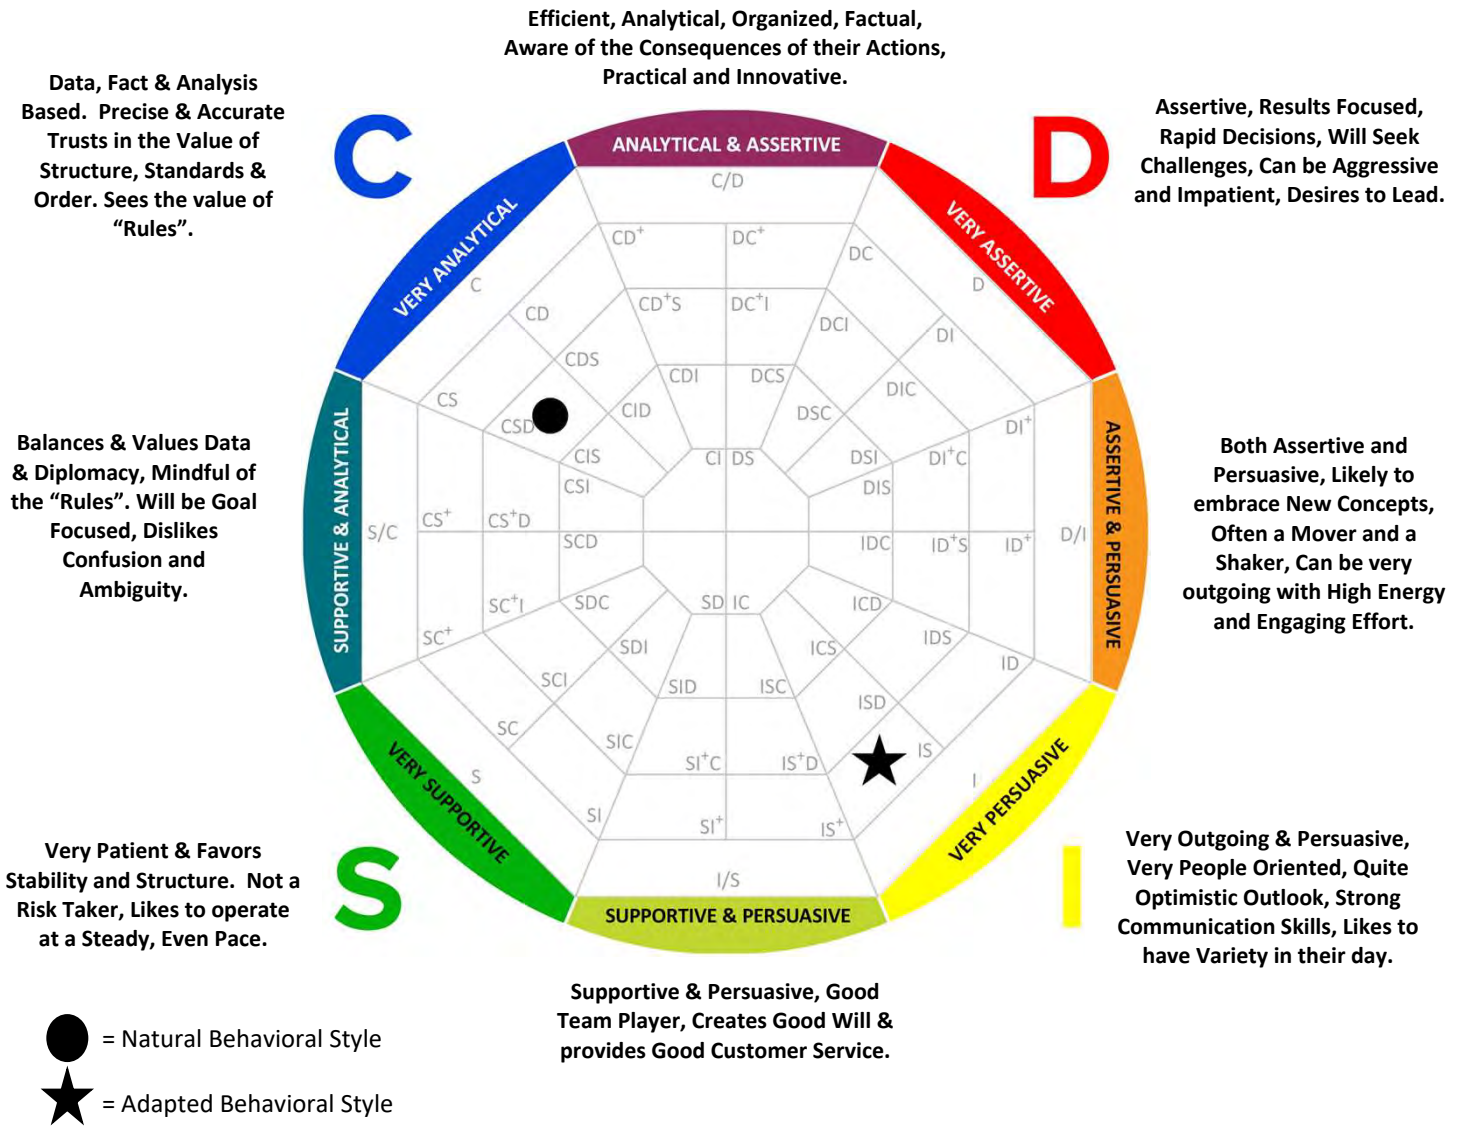 Efficient, Analytical, Organized, Factual,
Aware of the Consequences of their Actions,
Practical and Innovative.
Data, Fact & Analysis
Based.  Precise & Accurate
Trusts in the Value of
Structure, Standards &
Order. Sees the value of
“Rules”.
C
D
Assertive, Results Focused,
Rapid Decisions, Will Seek
Challenges, Can be Aggressive
and Impatient, Desires to Lead.
ANALYTICAL & ASSERTIVE
VERY ANALYTICAL
VERY ASSERTIVE
C/D
CD+
DC+
DC
C
D
CD
CD+S
DC+I
DCI
DI
CDS
CDI
DCS
DIC
CS
CID
DSC
DI+
CSD
CIS
CI
DS
DSI
DI+C
CSI
DIS
Balances & Values Data
& Diplomacy, Mindful of
the “Rules”. Will be Goal
Focused, Dislikes
Confusion and
Ambiguity.
SUPPORTIVE & ANALYTICAL
ASSERTIVE & PERSUASIVE
Both Assertive and
Persuasive, Likely to
embrace New Concepts,
Often a Mover and a
Shaker, Can be very
outgoing with High Energy
and Engaging Effort.
S/C
CS+
CS+D
SCD
IDC
ID+S
ID+
D/I
SC+I
SDC
SD
IC
ICD
SC+
SDI
ICS
IDS
ID
SCI
SID
ISC
ISD
SC
SIC
SI+C
IS+D
IS
S
I
SI
SI+
IS+
VERY SUPPORTIVE
VERY PERSUASIVE
I/S
SUPPORTIVE & PERSUASIVE
Very Patient & Favors
Stability and Structure.  Not a
Risk Taker, Likes to operate
at a Steady, Even Pace.
S
I
Very Outgoing & Persuasive,
Very People Oriented, Quite
Optimistic Outlook, Strong
Communication Skills, Likes to
have Variety in their day.
Supportive & Persuasive, Good
Team Player, Creates Good Will &
provides Good Customer Service.
= Natural Behavioral Style
= Adapted Behavioral Style